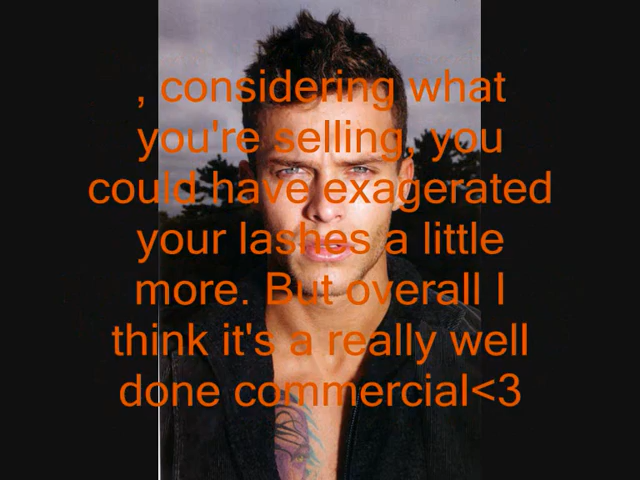 , considering what
you're selling, you
could have exagerated
your lashes a little
more. But overall I
think it's a really well
done commercial<3